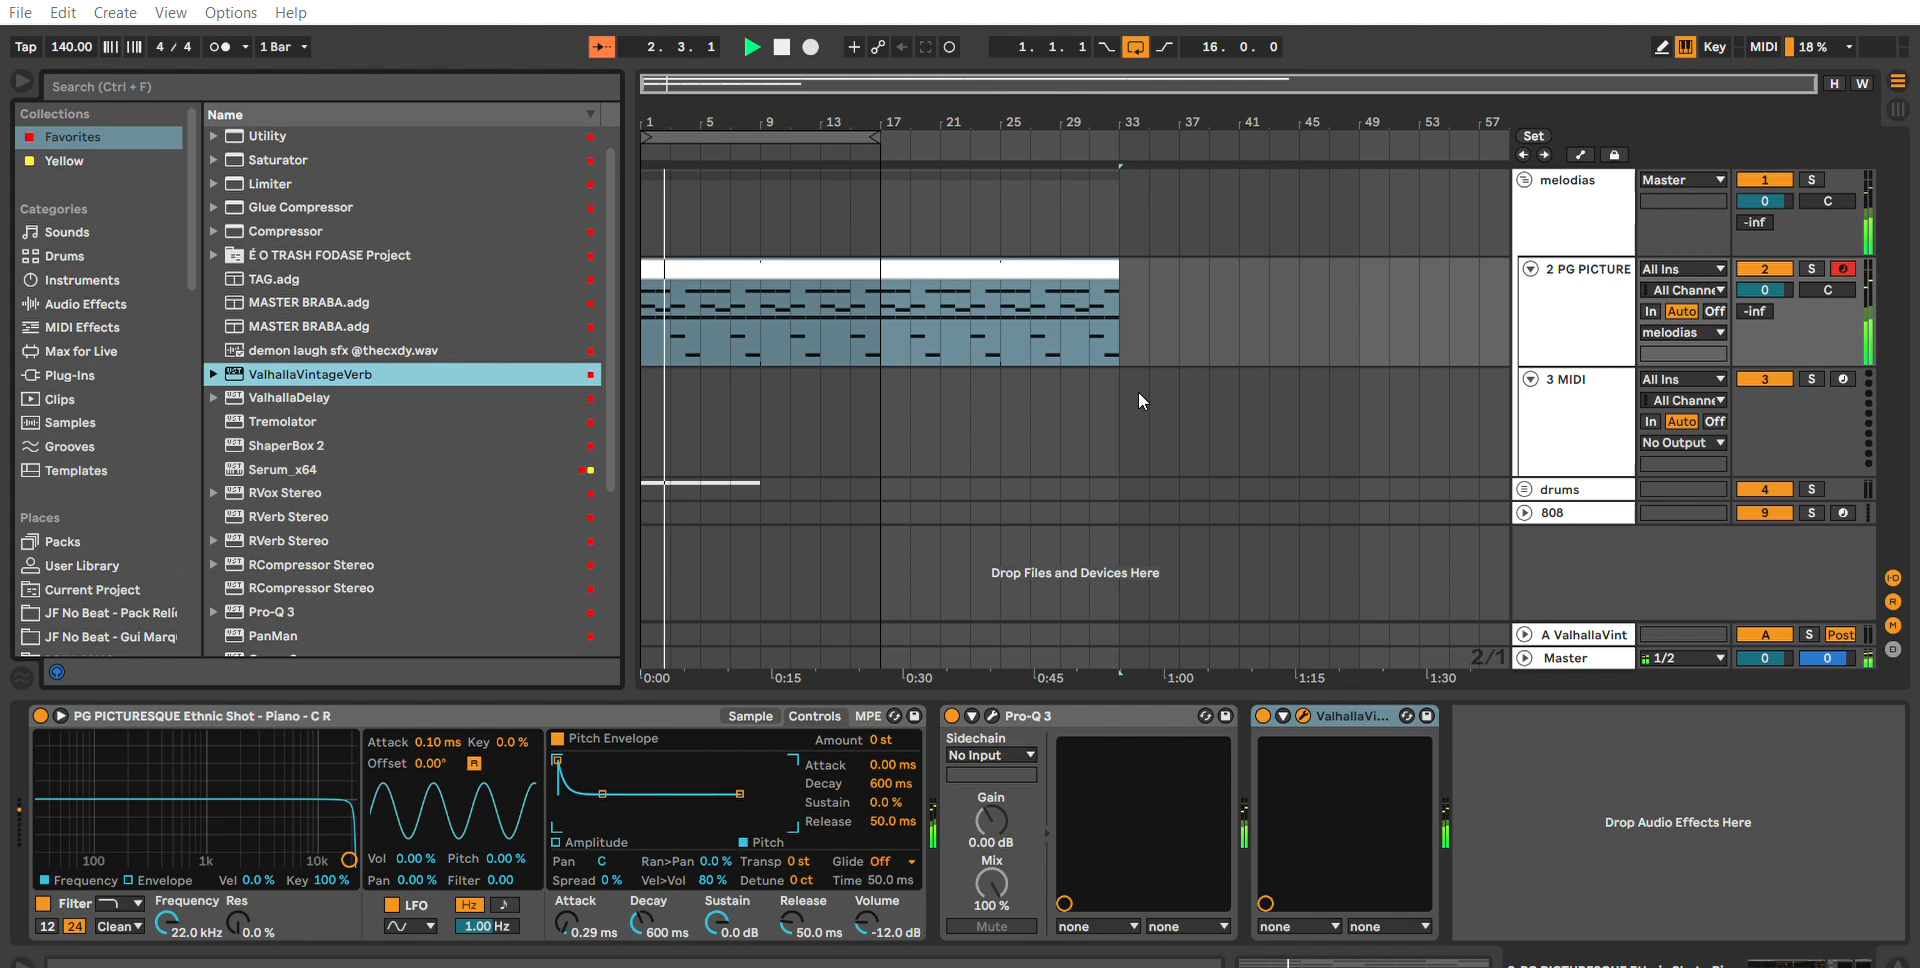 File Edit Create View Options Help
Tap 140.00 4 / 4 1 Bar 2. 3. 1 1. 1. 1 16. 0. 0 Key MIDI 18 %
Search (Ctrl + F) H W
Collections Name 1 5 9 13 17 21 25 29 33 37 41 45 49 53 57
Favorites Utility Set
Yellow Saturator
Limiter melodias Master 1 S
Categories Glue Compressor 0 C
Sounds Compressor -inf
Drums É O TRASH FODASE Project
Instruments TAG.adg 2 PG PICTURE All Ins 2 S
Audio Effects MASTER BRABA.adg All Channe 0 C
MIDI Effects MASTER BRABA.adg In Auto Off -inf
Max for Live demon laugh sfx @thecxdy.wav melodias
Plug-Ins ValhallaVintageVerb
Clips ValhallaDelay 3 MIDI All Ins 3 S
Samples Tremolator All Channe
Grooves ShaperBox 2 In Auto Off
Templates Serum_x64 No Output
RVox Stereo drums 4 S
Places RVerb Stereo 808 9 S
Packs RVerb Stereo
User Library RCompressor Stereo Drop Files and Devices Here
Current Project RCompressor Stereo
JF No Beat - Pack Reli Pro-Q 3
JF No Beat - Gui Marq PanMan A ValhallaVint A S Post
2/1 Master 1/2 0 0
0:00 0:15 0:30 0:45 1:00 1:15 1:30
PG PICTURESQUE Ethnic Shot - Piano - C R Sample Controls MPE Pro-Q 3 ValhallaVi...
Attack 0.10 ms Key 0.0 % Pitch Envelope Amount 0 st Sidechain
Offset 0.00° R No Input
Attack 0.00 ms
Decay 600 ms
Sustain 0.0 % Gain
Release 50.0 ms
Amplitude Pitch 0.00 dB
100 1k 10k Vol 0.00 % Pitch 0.00 % Pan C Ran>Pan 0.0 % Transp 0 st Glide Off Mix
Frequency Envelope Vel 0.0 % Key 100 % Pan 0.00 % Filter 0.00 Spread 0 % Vel>Vol 80 % Detune 0 ct Time 50.0 ms
Filter Frequency Res LFO Hz Attack Decay Sustain Release Volume 100 %
12 24 Clean 22.0 kHz 0.0 % 1.00 Hz 0.29 ms 600 ms 0.0 dB 50.0 ms -12.0 dB Mute none none none none
Drop Audio Effects Here